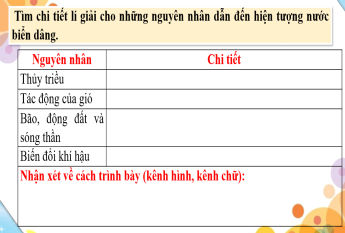 Tìm chi tiết lí giải cho những nguyên nhân dẫn đến hiện tượng nước
biển dâng.
Nguyên nhân Chi tiết
Thủy triều
Tác động của gió
Bão, động đất và
sóng thần
Biến đổi khí hậu
Nhận xét về cách trình bày (kênh hình, kênh chữ):